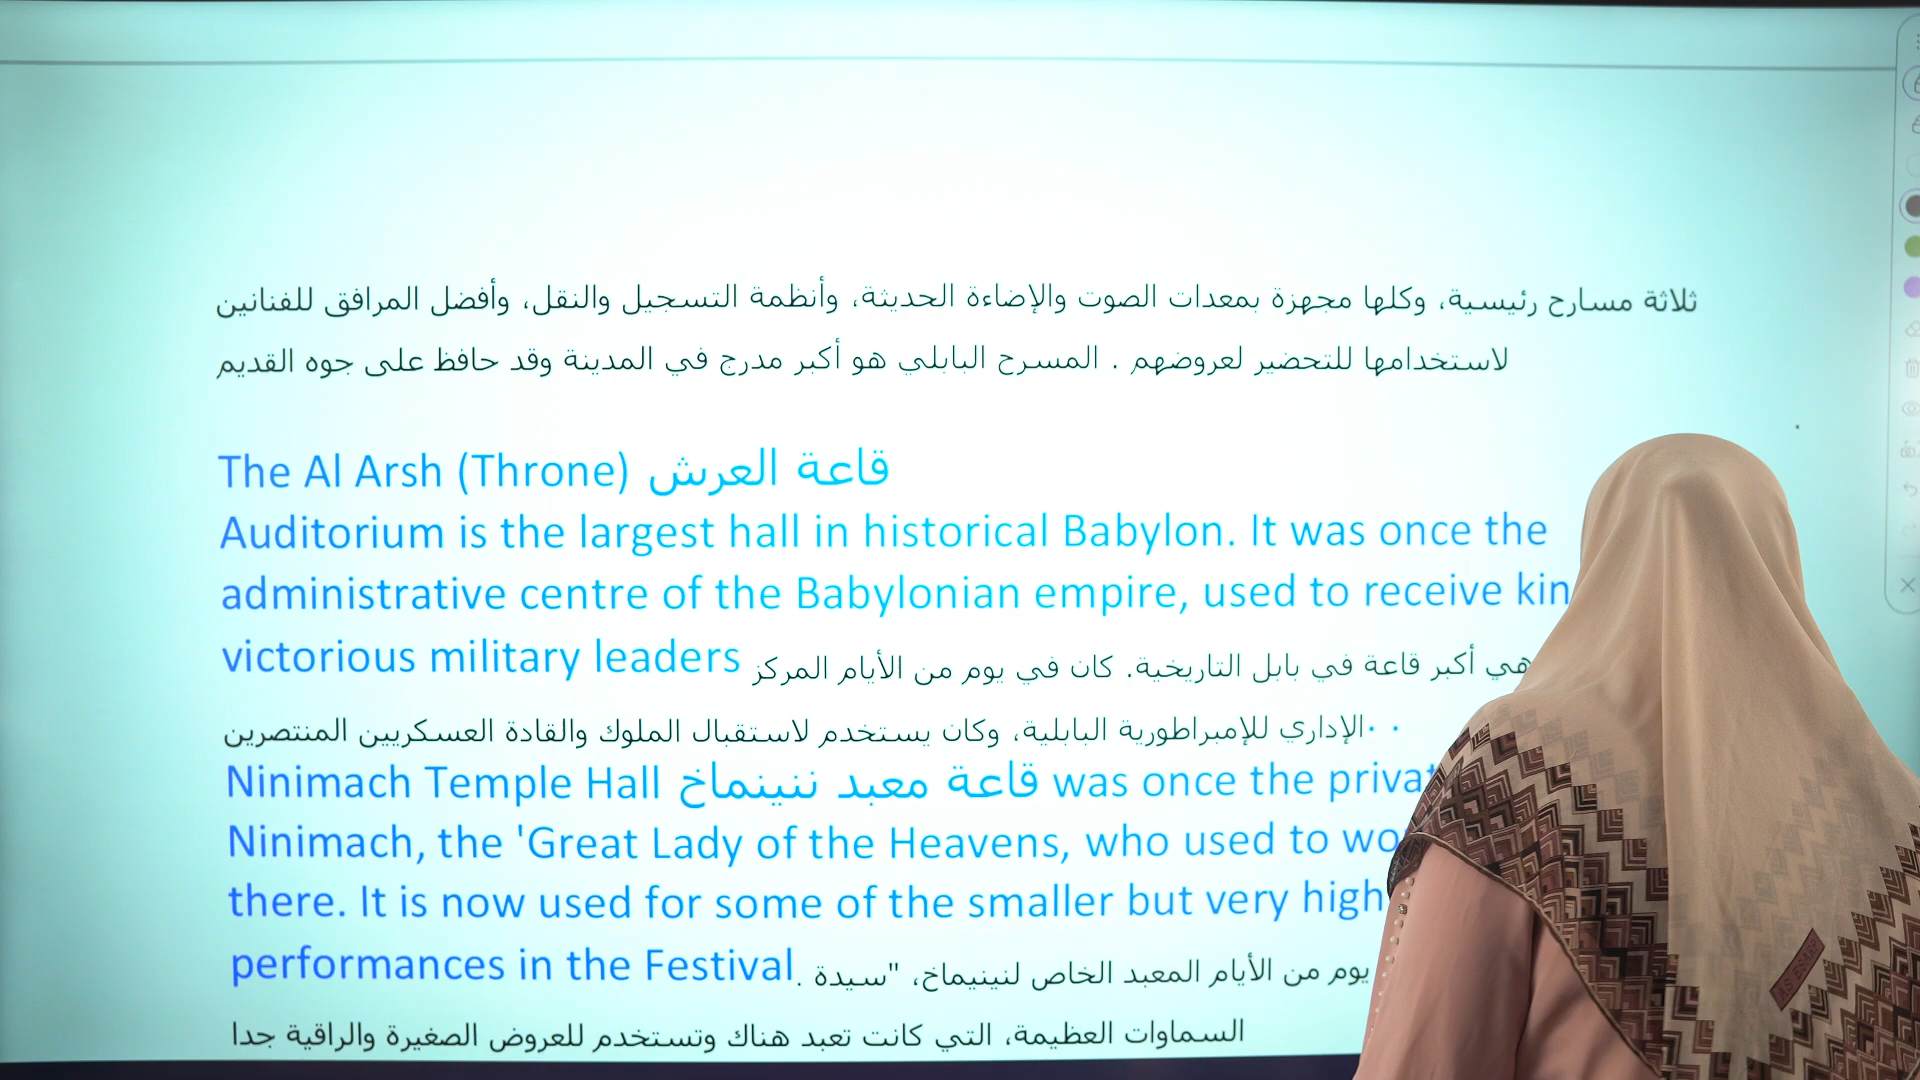 ثلاثة مسارح رئيسية، وكلها مجهزة بمعدات الصوت والإضاءة الحديثة، وأنظمة التسجيل والنقل، وأفضل المرافق للفنانين
لاستخدامها للتحضير لعروضهم . المسرح البابلي هو أكبر مدرج في المدينة وقد حافظ على جوه القديم
The Al Arsh (Throne) قاعة العرش
Auditorium is the largest hall in historical Babylon. It was once the
administrative centre of the Babylonian empire, used to receive
victorious military leaders هي أكبر قاعة في بابل التاريخية. كان في يوم من الأيام المركز
الإداري للإمبراطورية البابلية، وكان يستخدم لاستقبال الملوك والقادة العسكريين المنتصرين
Ninimach Temple Hall قاعة معبد ننينماخ was once the
Ninimach, the 'Great Lady of the Heavens, who used to
there. It is now used for some of the smaller but very high
performances in the Festival. يوم من الأيام المعبد الخاص لنينيماخ، "سيدة
السماوات العظيمة، التي كانت تعبد هناك وتستخدم للعروض الصغيرة والراقية جدا